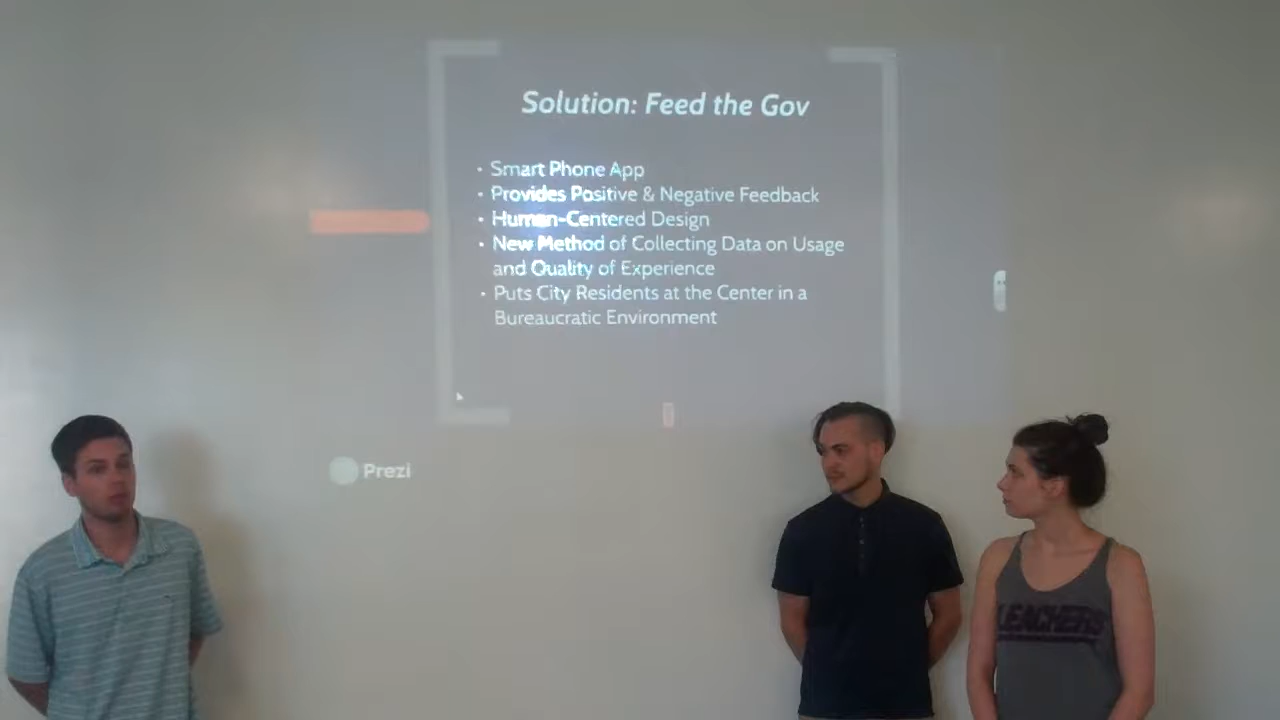 Solution: Feed the Gov
• Smart Phone App
• Provides Positive & Negative Feedback
• Human-Centered Design
• New Method of Collecting Data on Usage
and Quality of Experience
• Puts City Residents at the Center in a
Bureaucratic Environment
Prezi
LEACHERS